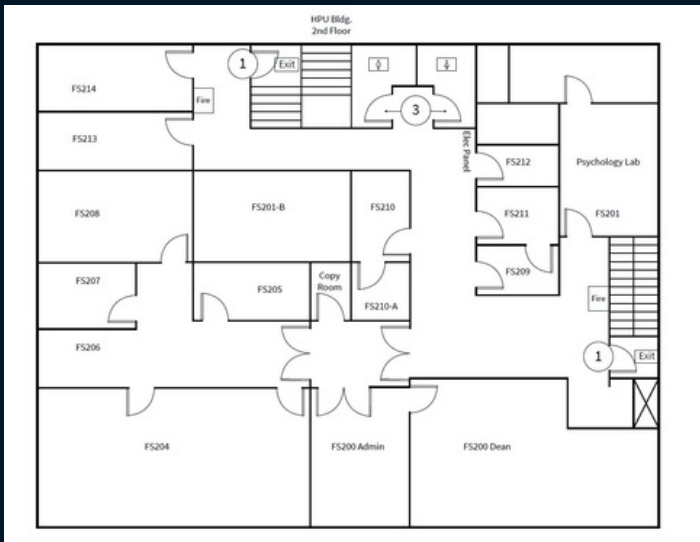 HPU Bldg.
2nd Floor
1
Exit
3
FS214
Fire
FS213
Elec Panel
FS212
Psychology Lab
FS208
FS201-B
FS210
FS211
FS201
FS209
FS207
FS205
Copy
Room
FS210-A
Fire
FS206
1
Exit
FS204
FS200 Admin
FS200 Dean